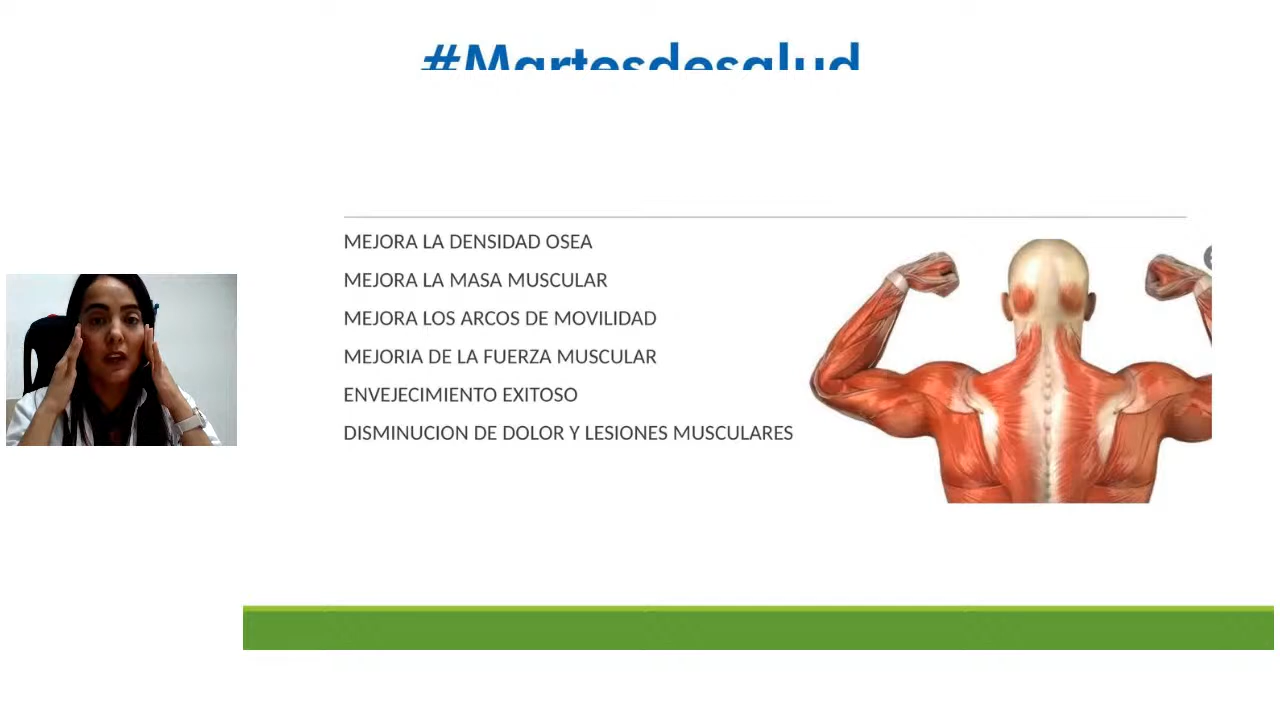 #Martesdesalud
MEJORA LA DENSIDAD OSEA
MEJORA LA MASA MUSCULAR
MEJORA LOS ARCOS DE MOVILIDAD
MEJORIA DE LA FUERZA MUSCULAR
ENVEJECIMIENTO EXITOSO
DISMINUCION DE DOLOR Y LESIONES MUSCULARES